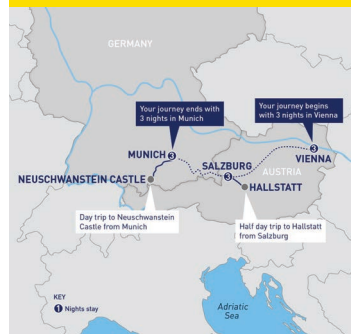 GERMANY
Your journey ends with
3 nights in Munich
Your journey begins
with 3 nights in Vienna
MUNICH 3
3
VIENNA
SALZBURG
3
AUSTRIA
NEUSCHWANSTEIN CASTLE
HALLSTATT
Day trip to Neuschwanstein
Castle from Munich
Half day trip to Hallstatt
from Salzburg
KEY
1 Nights stay
Adriatic
Sea